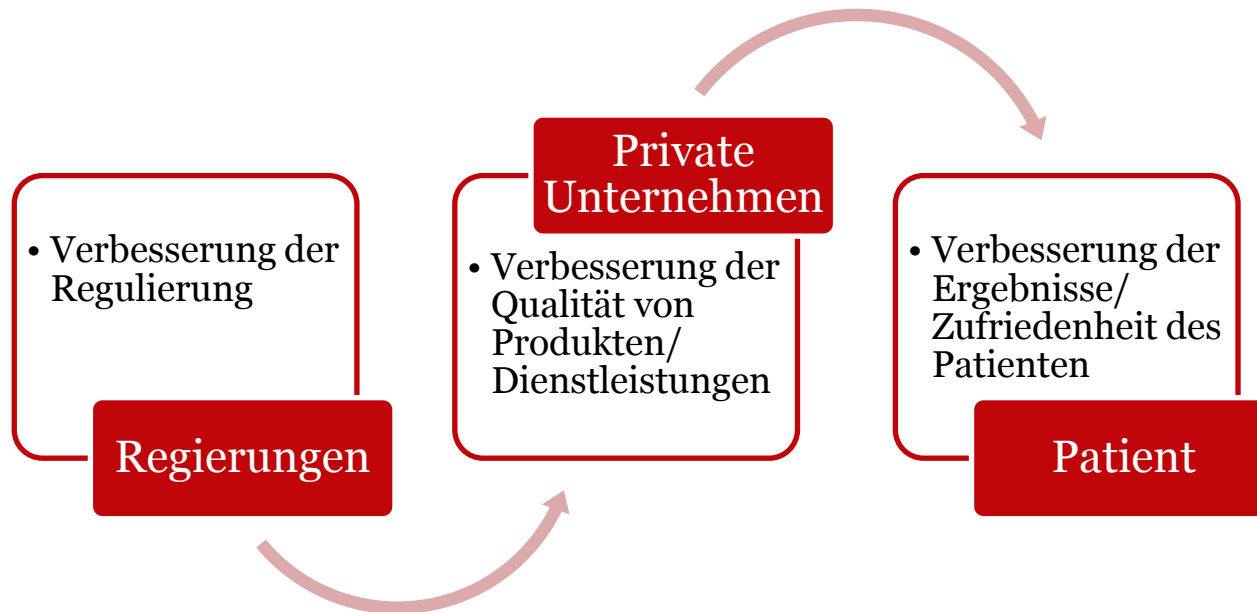 • Verbesserung der
Regulierung
Regierungen
Private
Unternehmen
• Verbesserung der
Qualität von
Produkten/
Dienstleistungen
• Verbesserung der
Ergebnisse/
Zufriedenheit des
Patienten
Patient